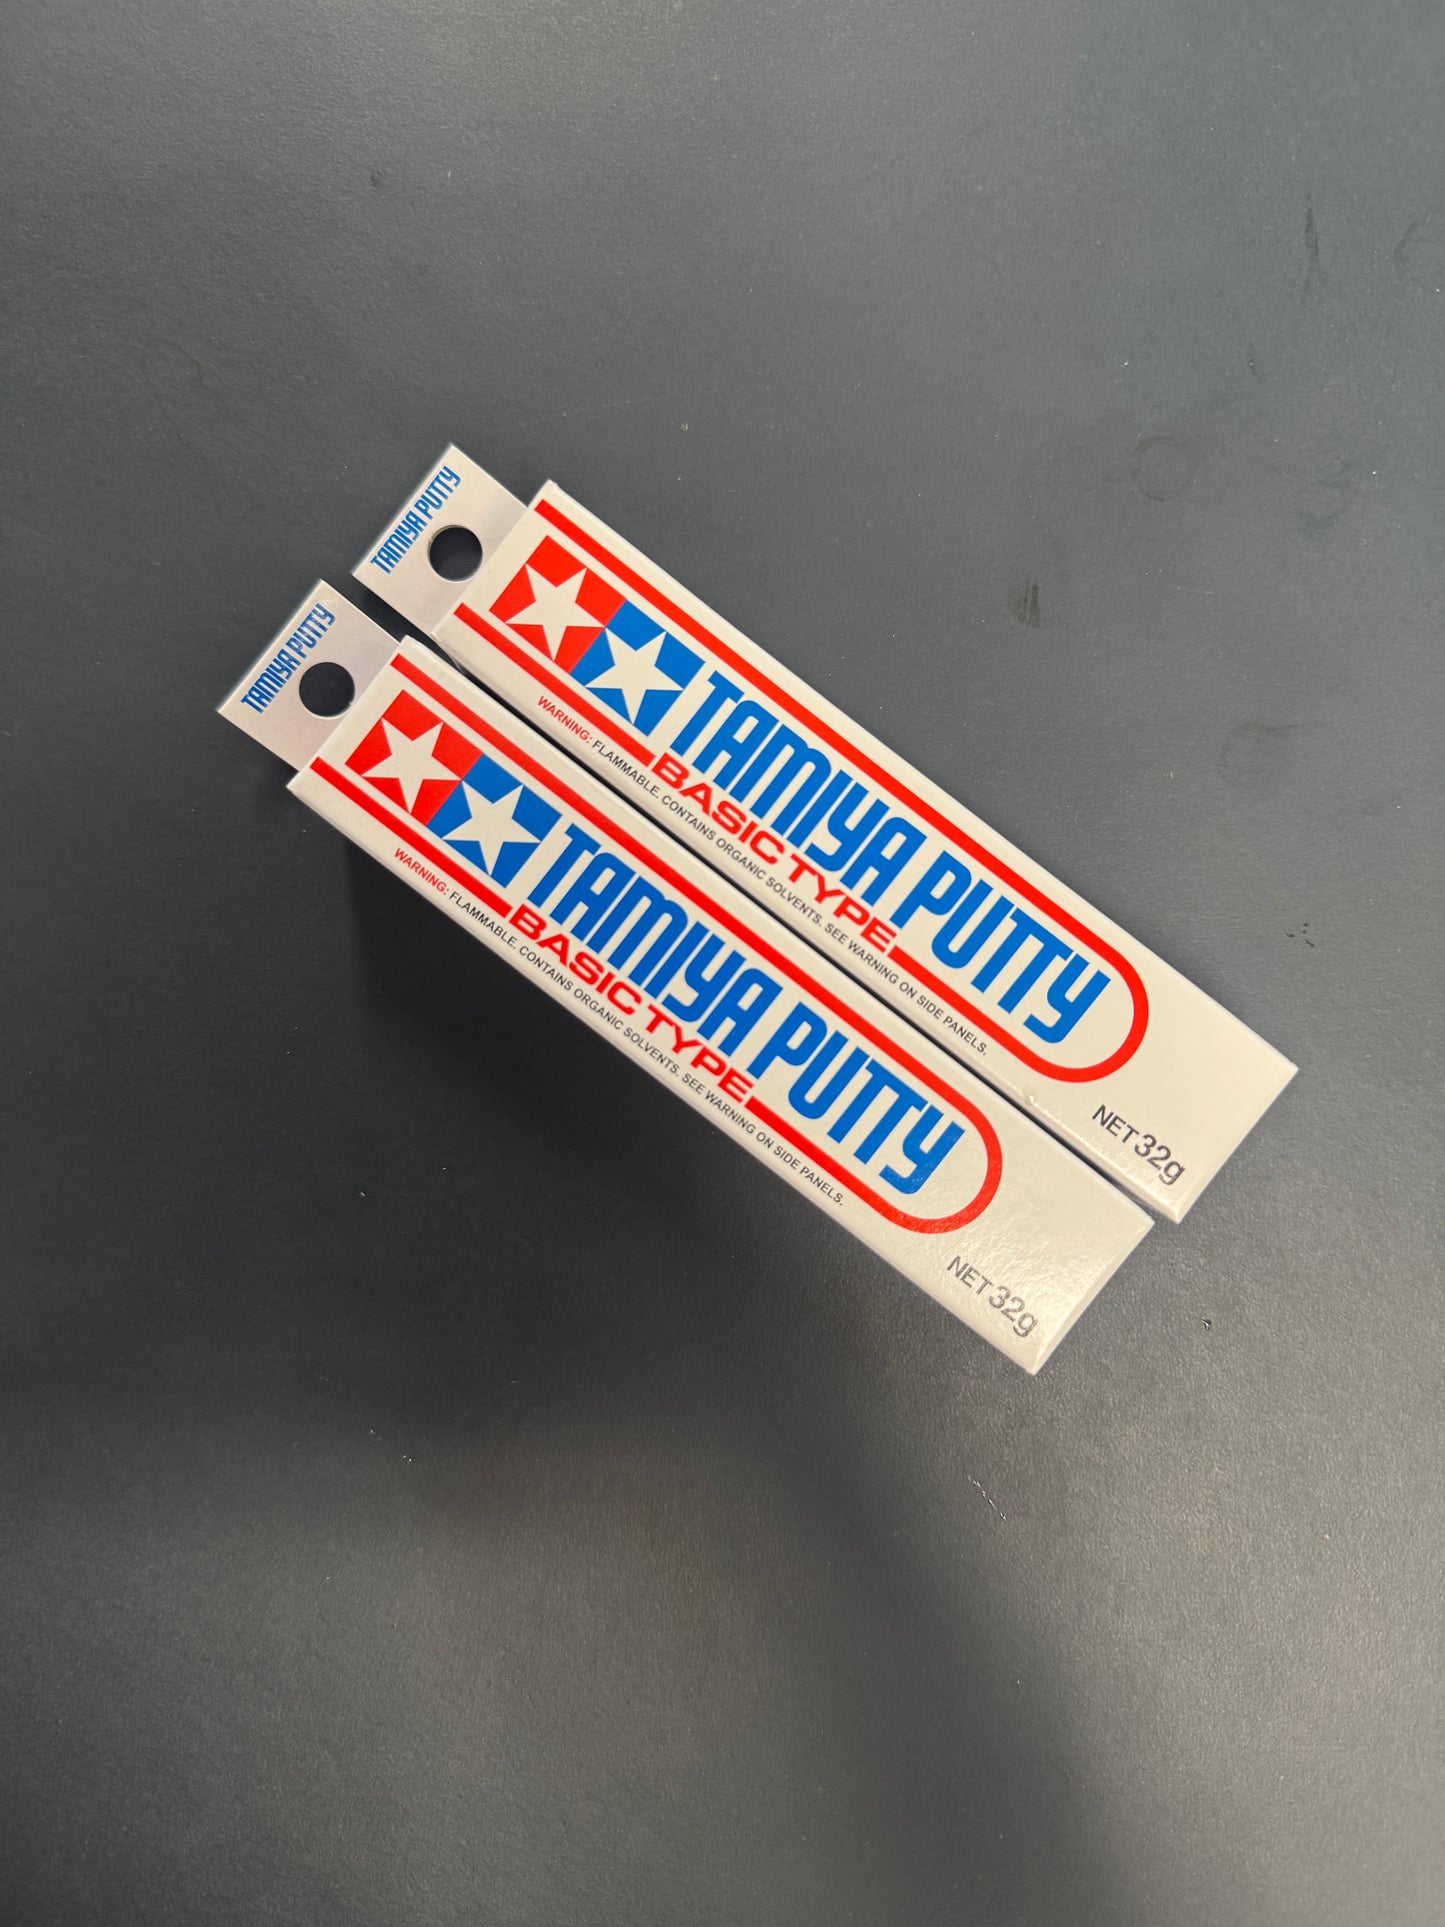 TAMIYA PUTTY
TAMIYA PUTTY
BASIC TYPE
WARNING: FLAMMABLE. CONTAINS ORGANIC SOLVENTS. SEE WARNING ON SIDE PANELS.
NET 32g
TAMIYA PUTTY
TAMIYA PUTTY
BASIC TYPE
WARNING: FLAMMABLE. CONTAINS ORGANIC SOLVENTS. SEE WARNING ON SIDE PANELS.
NET 32g